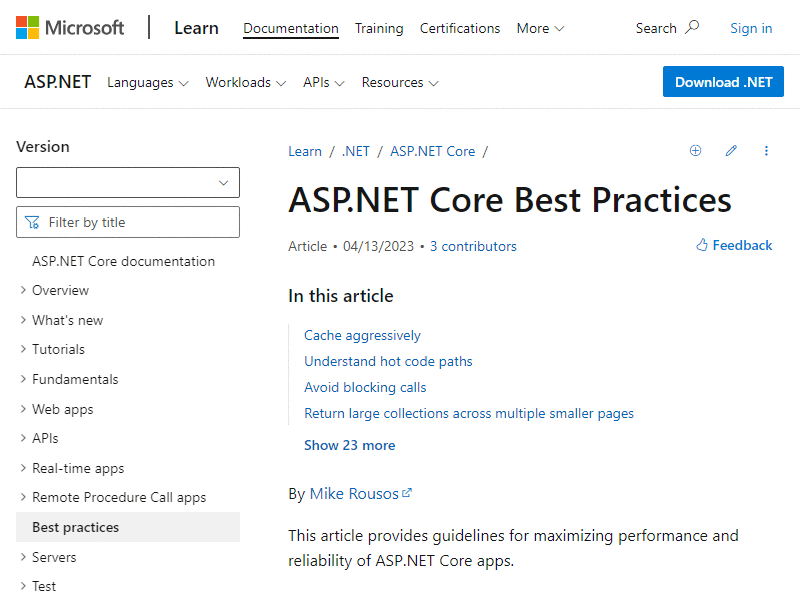 Microsoft Learn Documentation Training Certifications More Search Sign in
ASP.NET Languages Workloads APIs Resources Download .NET
Version
Filter by title
ASP.NET Core documentation
Overview
What's new
Tutorials
Fundamentals
Web apps
APIs
Real-time apps
Remote Procedure Call apps
Best practices
Servers
Test
Learn / .NET / ASP.NET Core /
ASP.NET Core Best Practices
Article • 04/13/2023 • 3 contributors
Feedback
In this article
Cache aggressively
Understand hot code paths
Avoid blocking calls
Return large collections across multiple smaller pages
Show 23 more
By Mike Rousos
This article provides guidelines for maximizing performance and
reliability of ASP.NET Core apps.